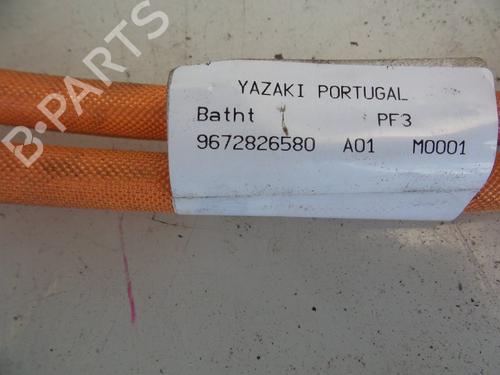 B-PARTS
YAZAKI PORTUGAL
Batht PF3
9672826580 A01 M0001